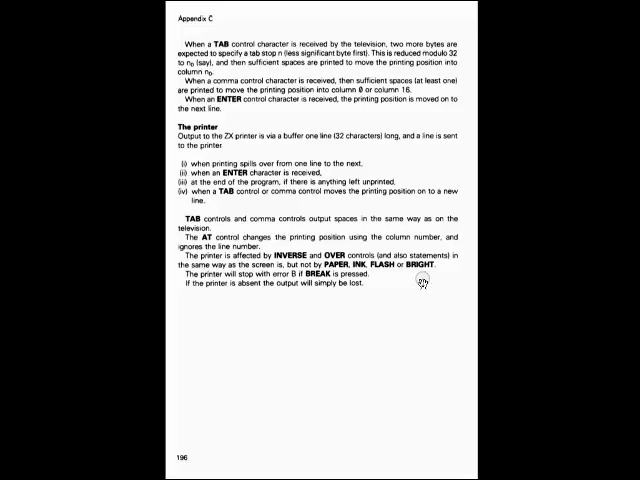 Appendix C
When a TAB control character is received by the television, two more bytes are
expected to specify a tab stop n (less significant byte first). This is reduced modulo 32
to n₀ (say), and then sufficient spaces are printed to move the printing position into
column n₀.
When a comma control character is received, then sufficient spaces (at least one)
are printed to move the printing position into column 0 or column 16.
When an ENTER control character is received, the printing position is moved on to
the next line.
The printer
Output to the ZX printer is via a buffer one line (32 characters) long, and a line is sent
to the printer
(i) when printing spills over from one line to the next,
(ii) when an ENTER character is received,
(iii) at the end of the program, if there is anything left unprinted,
(iv) when a TAB control or comma control moves the printing position on to a new
line.
TAB controls and comma controls output spaces in the same way as on the
television.
The AT control changes the printing position using the column number, and
ignores the line number.
The printer is affected by INVERSE and OVER controls (and also statements) in
the same way as the screen is, but not by PAPER, INK, FLASH or BRIGHT.
The printer will stop with error B if BREAK is pressed.
If the printer is absent the output will simply be lost.
196